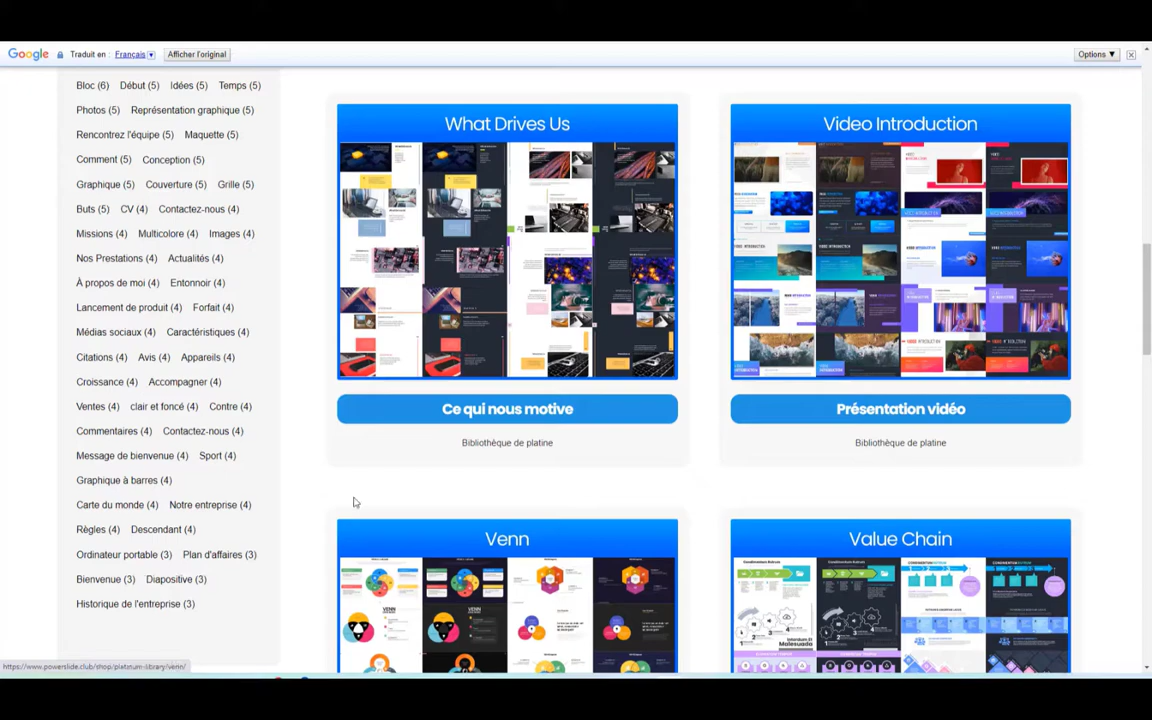 Google Traduit en : Français ▼ Afficher l'original Options ▼
Bloc (6) Début (5) Idées (5) Temps (5)
Photos (5) Représentation graphique (5)
Rencontrez l'équipe (5) Maquette (5)
Comment (5) Conception (5)
Graphique (5) Couverture (5) Grille (5)
Buts (5) CV (4) Contactez-nous (4)
Missions (4) Multicolore (4) Images (4)
Nos Prestations (4) Actualités (4)
À propos de moi (4) Entonnoir (4)
Lancement de produit (4) Forfait (4)
Médias sociaux (4) Caractéristiques (4)
Citations (4) Avis (4) Appareils (4)
Croissance (4) Accompagner (4)
Ventes (4) clair et foncé (4) Contre (4)
Commentaires (4) Contactez-nous (4)
Message de bienvenue (4) Sport (4)
Graphique à barres (4)
Carte du monde (4) Notre entreprise (4)
Règles (4) Descendant (4)
Ordinateur portable (3) Plan d'affaires (3)
Bienvenue (3) Diapositive (3)
Historique de l'entreprise (3)
What Drives Us
Ce qui nous motive
Bibliothèque de platine
Video Introduction
Présentation vidéo
Bibliothèque de platine
Venn
Value Chain
https://www.powerslide.club/shop/platinum-library/venn/